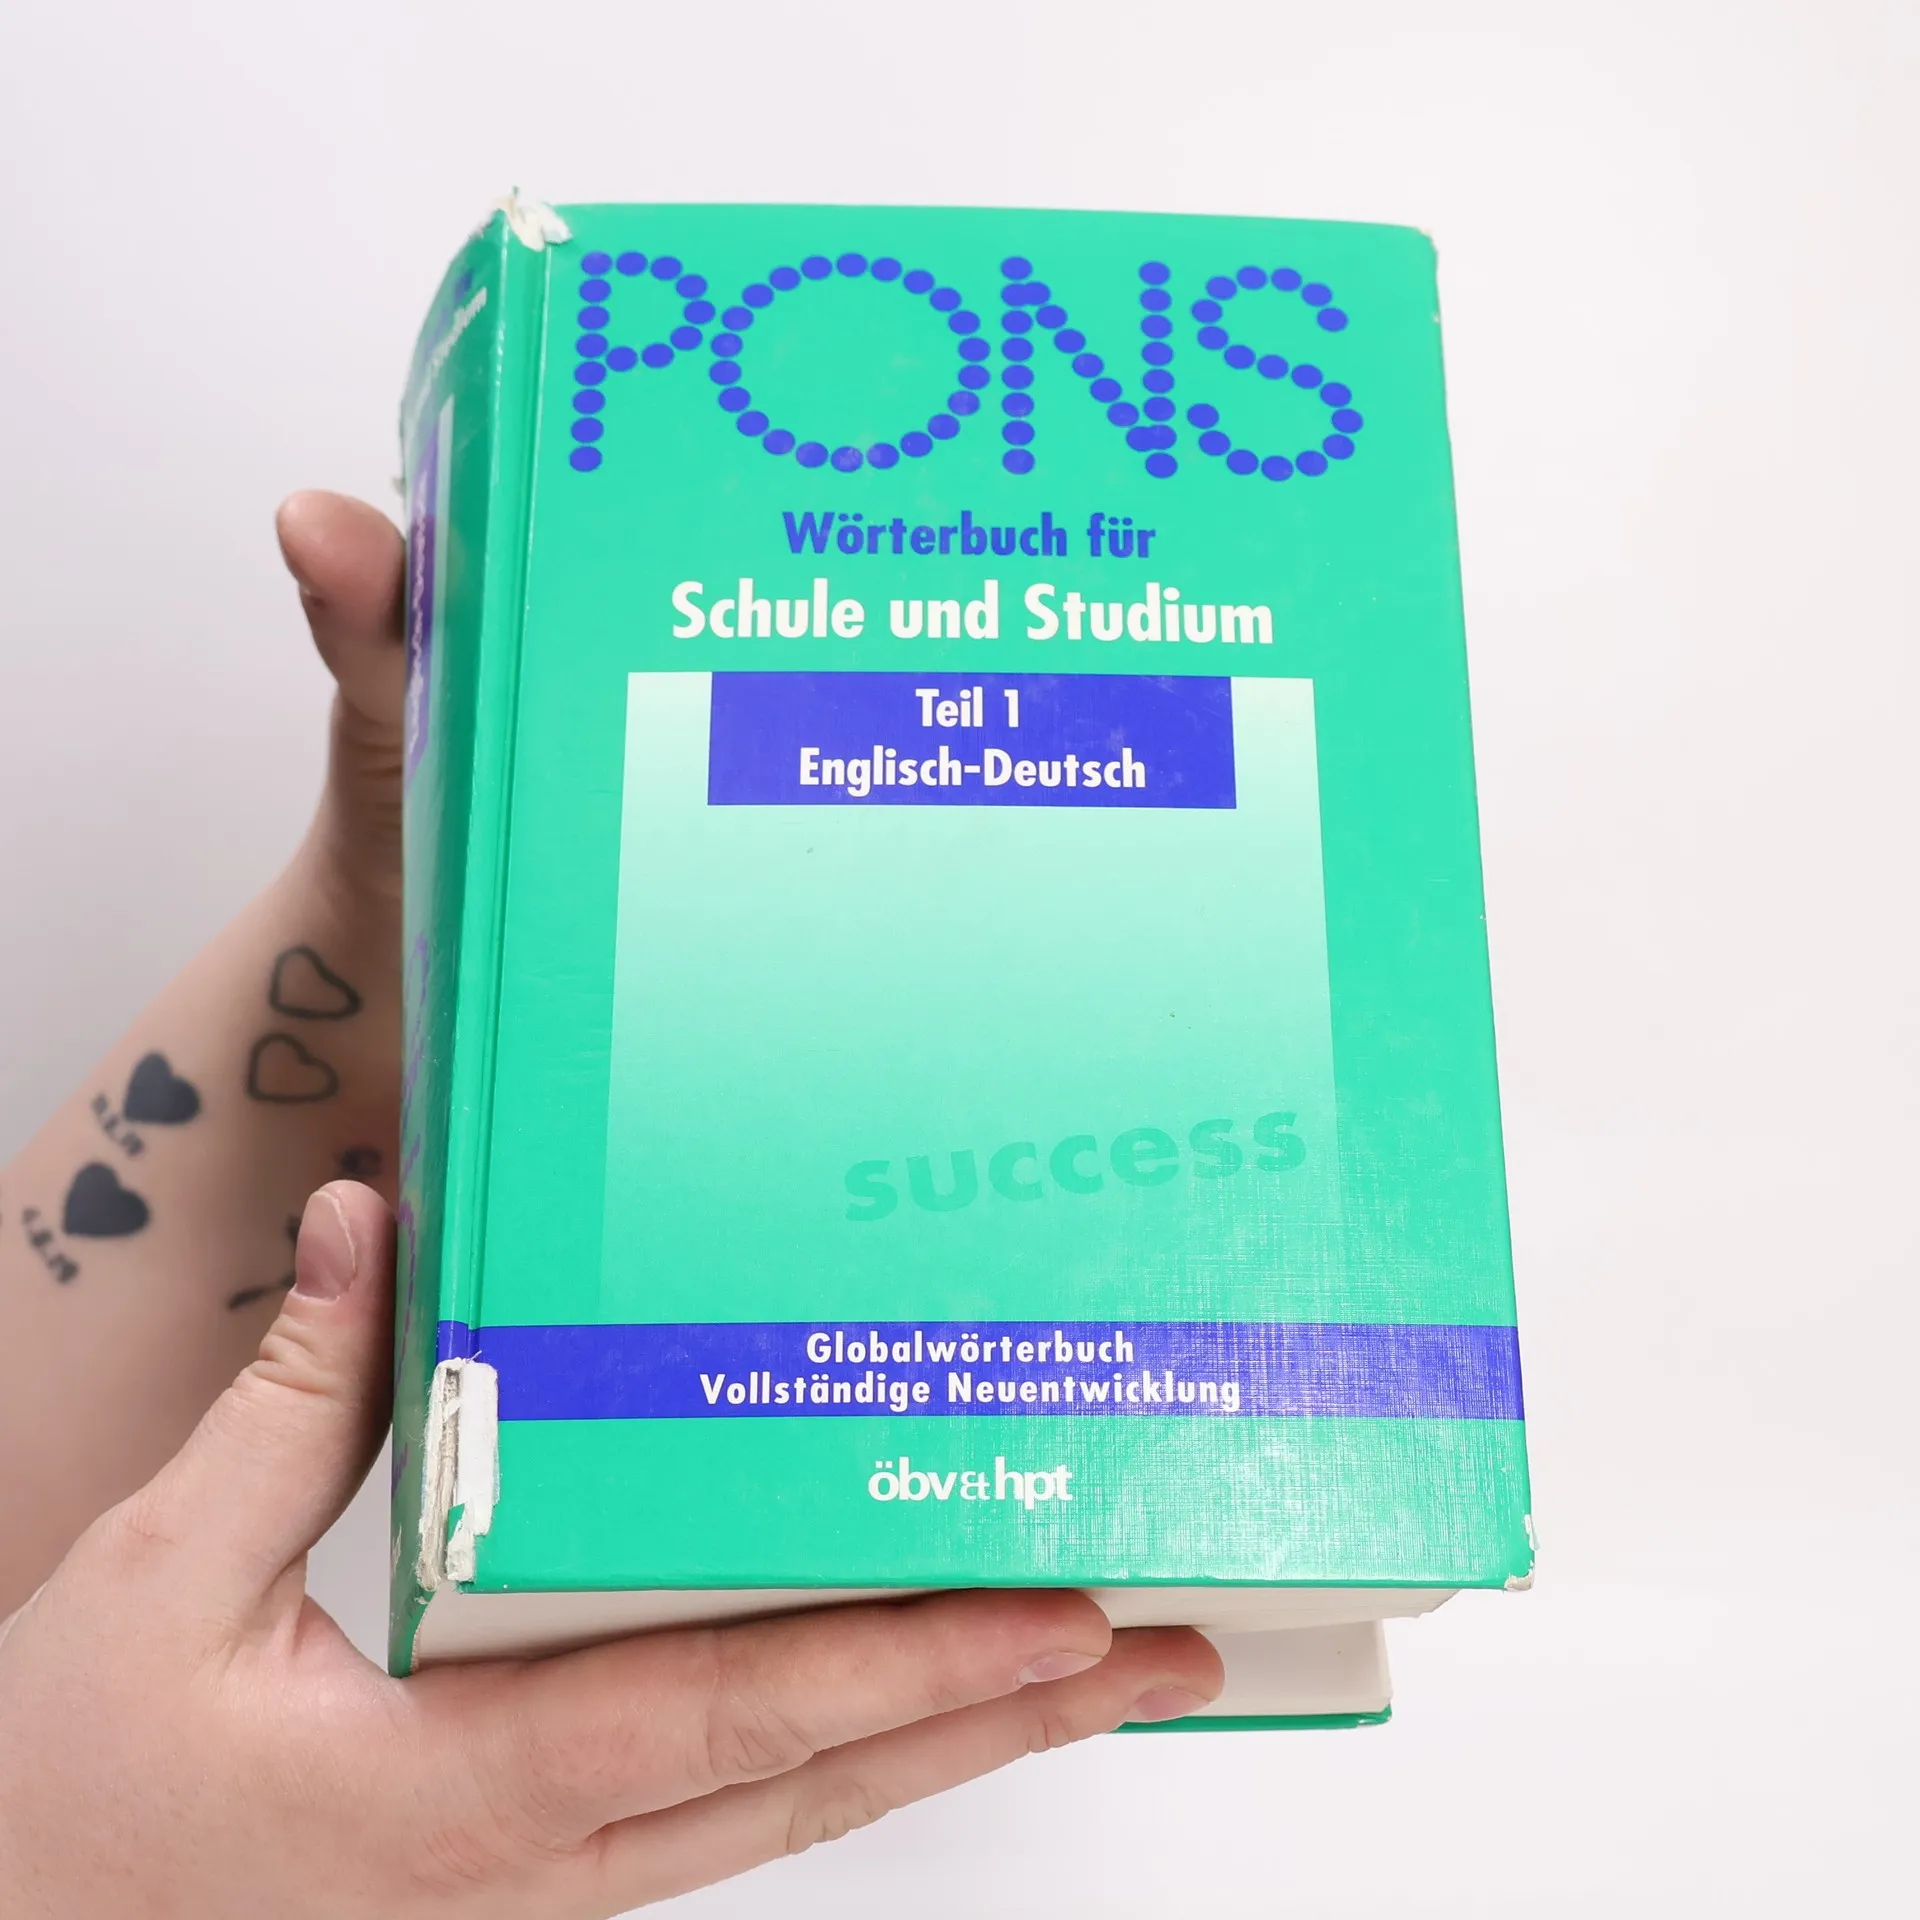 PONS
Wörterbuch für
Schule und Studium
Teil 1
Englisch-Deutsch
success
Globalwörterbuch
Vollständige Neuentwicklung
öbv&hpt